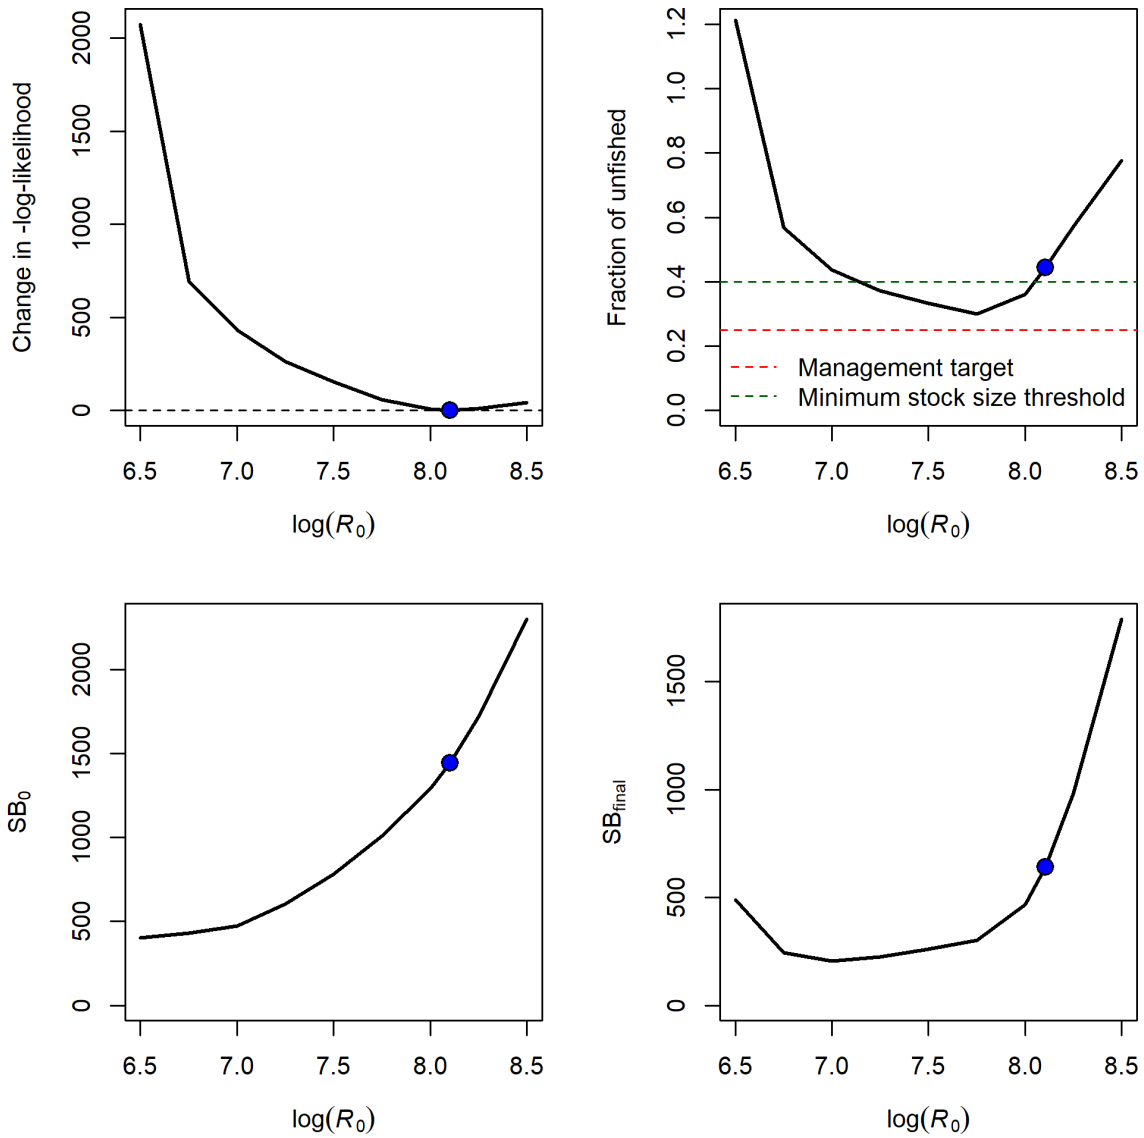 Change in -log-likelihood
2000
1500
1000
500
0
6.5 7.0 7.5 8.0 8.5
log(R0)
Fraction of unfished
1.2
1.0
0.8
0.6
0.4
0.2
0.0
Management target
Minimum stock size threshold
6.5 7.0 7.5 8.0 8.5
log(R0)
SB0
2000
1500
1000
500
0
6.5 7.0 7.5 8.0 8.5
log(R0)
SBfinal
1500
1000
500
0
6.5 7.0 7.5 8.0 8.5
log(R0)